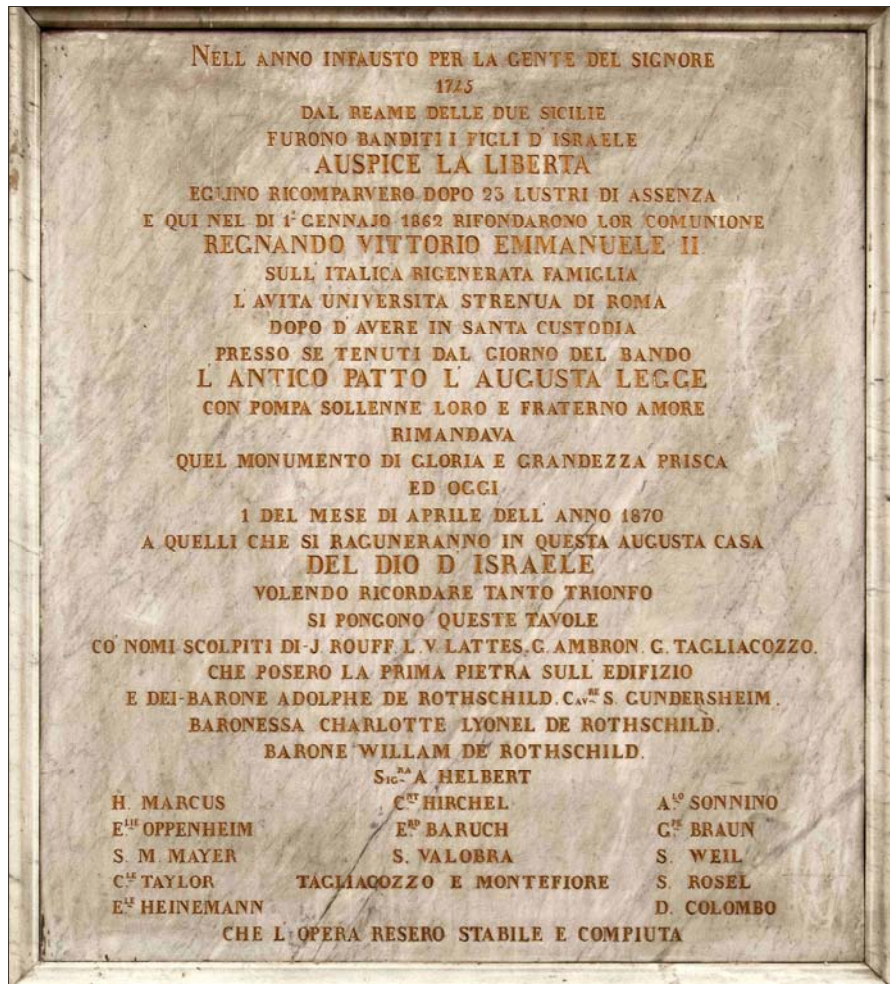 NELL ANNO INFAUSTO PER LA GENTE DEL SIGNORE
1725
DAL REAME DELLE DUE SICILIE
FURONO BANDITI I FIGLI D' ISRAELE
AUSPICE LA LIBERTA
EGLINO RICOMPARVERO DOPO 23 LUSTRI DI ASSENZA
E QUI NEL DI 1º GENNAJO 1862 RIFONDARONO LOR COMUNIONE
REGNANDO VITTORIO EMMANUELE II
SULL' ITALICA RIGENERATA FAMIGLIA
L' AVITA UNIVERSITA STRENUA DI ROMA
DOPO D' AVERE IN SANTA CUSTODIA
PRESSO SE TENUTI DAL GIORNO DEL BANDO
L' ANTICO PATTO L' AUGUSTA LEGGE
CON POMPA SOLLENNE LORO E FRATERNO AMORE
RIMANDAVA
QUEL MONUMENTO DI GLORIA E GRANDEZZA PRISCA
ED OGGI
1 DEL MESE DI APRILE DELL' ANNO 1870
A QUELLI CHE SI RAGUNERANNO IN QUESTA AUGUSTA CASA
DEL DIO D' ISRAELE
VOLENDO RICORDARE TANTO TRIONFO
SI PONGONO QUESTE TAVOLE
CO' NOMI SCOLPITI DI-J. ROUFF. L. V. LATTES. G. AMBRON. G. TAGLIACOZZO.
CHE POSERO LA PRIMA PIETRA SULL' EDIFIZIO
E DEI-BARONE ADOLPHE DE ROTHSCHILD. CAV.RE S. GUNDERSHEIM.
BARONESSA CHARLOTTE LYONEL DE ROTHSCHILD.
BARONE WILLAM DE ROTHSCHILD.
SIG.RA A HELBERT
H. MARCUS C.NT HIRCHEL A.LO SONNINO
E.LIE OPPENHEIM E.RD BARUCH G.PE BRAUN
S. M. MAYER S. VALOBRA S. WEIL
C.LE TAYLOR TAGLIACOZZO E MONTEFIORE S. ROSEL
E.LE HEINEMANN D. COLOMBO
CHE L' OPERA RESERO STABILE E COMPIUTA